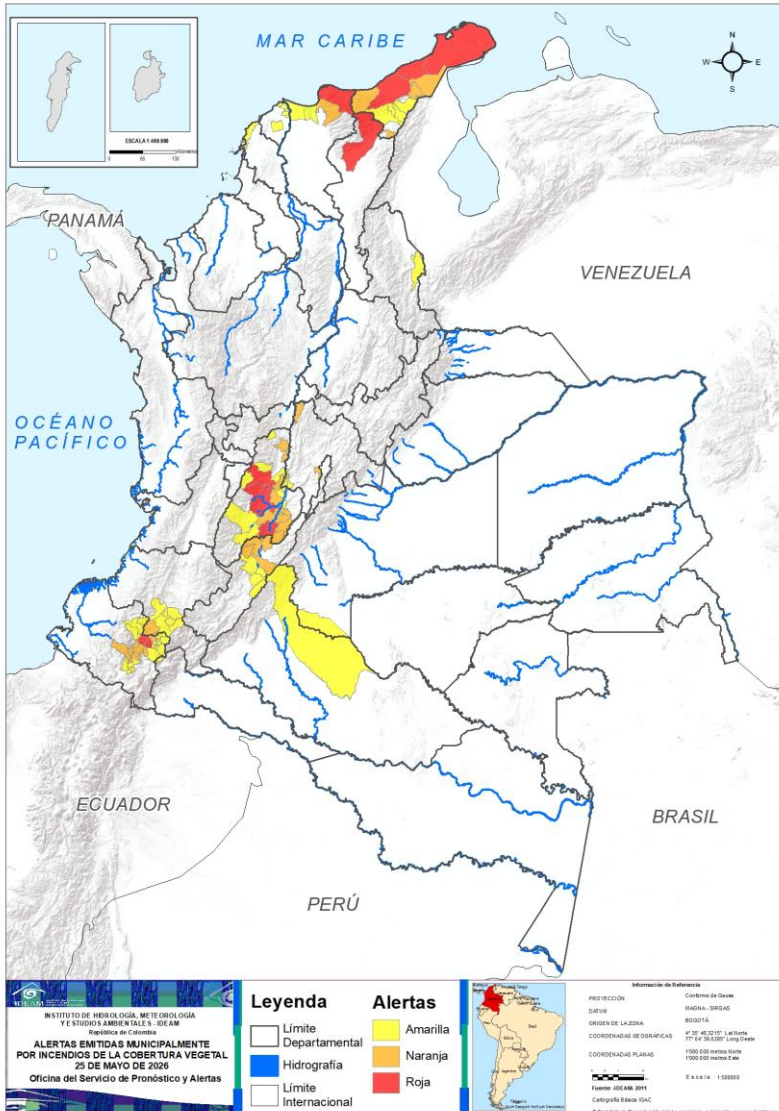 MAR CARIBE
N
W
E
S
ESCALA 1:400.000
PANAMÁ
VENEZUELA
OCÉANO
PACÍFICO
ECUADOR
BRASIL
PERÚ
IDEAM
INSTITUTO DE HIDROLOGÍA, METEOROLOGÍA
Y ESTUDIOS AMBIENTALES - IDEAM
República de Colombia
ALERTAS EMITIDAS MUNICIPALMENTE
POR INCENDIOS DE LA COBERTURA VEGETAL
25 DE MAYO DE 2026
Oficina del Servicio de Pronóstico y Alertas
Leyenda
Límite
Departamental
Hidrografía
Límite
Internacional
Alertas
Amarilla
Naranja
Roja
Información de Referencia
PROYECCIÓN Conforme de Gauss
DATUM MAGNA - SIRGAS
ORIGEN DE LA ZONA BOGOTÁ
COORDENADAS GEOGRÁFICAS
COORDENADAS PLANAS 1'000.000 metros Norte
1'000.000 metros Este
Fuente: IDEAM- 2011
Cartografía Básica IGAC